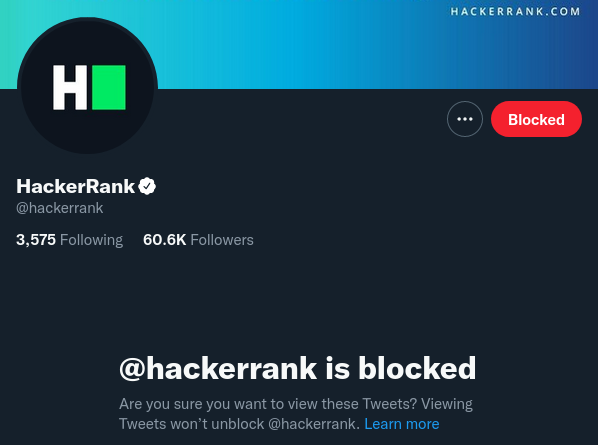 HACKERRANK.COM
H
Blocked
HackerRank
@hackerrank
3,575 Following 60.6K Followers
@hackerrank is blocked
Are you sure you want to view these Tweets? Viewing
Tweets won’t unblock @hackerrank. Learn more